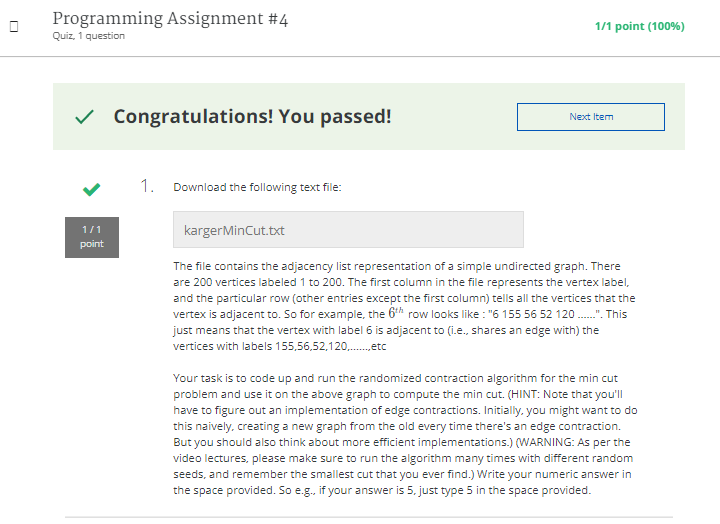 Programming Assignment #4
Quiz, 1 question
1/1 point (100%)
Congratulations! You passed!
Next Item
1.
Download the following text file:
1 / 1
point
kargerMinCut.txt
The file contains the adjacency list representation of a simple undirected graph. There
are 200 vertices labeled 1 to 200. The first column in the file represents the vertex label,
and the particular row (other entries except the first column) tells all the vertices that the
vertex is adjacent to. So for example, the 6th row looks like : "6 155 56 52 120 ......". This
just means that the vertex with label 6 is adjacent to (i.e., shares an edge with) the
vertices with labels 155,56,52,120,......,etc
Your task is to code up and run the randomized contraction algorithm for the min cut
problem and use it on the above graph to compute the min cut. (HINT: Note that you'll
have to figure out an implementation of edge contractions. Initially, you might want to do
this naively, creating a new graph from the old every time there's an edge contraction.
But you should also think about more efficient implementations.) (WARNING: As per the
video lectures, please make sure to run the algorithm many times with different random
seeds, and remember the smallest cut that you ever find.) Write your numeric answer in
the space provided. So e.g., if your answer is 5, just type 5 in the space provided.